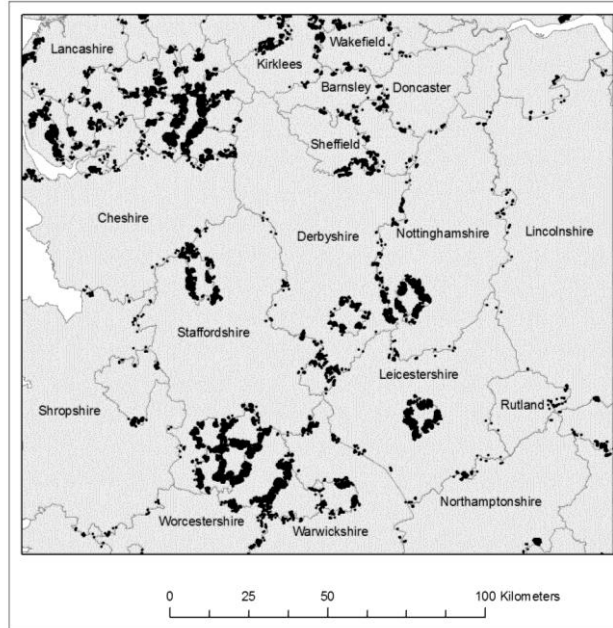 Lancashire
Wakefield
Kirklees
Barnsley
Doncaster
Sheffield
Cheshire
Derbyshire
Nottinghamshire
Lincolnshire
Staffordshire
Leicestershire
Shropshire
Rutland
Northamptonshire
Worcestershire
Warwickshire
0 25 50 100 Kilometers